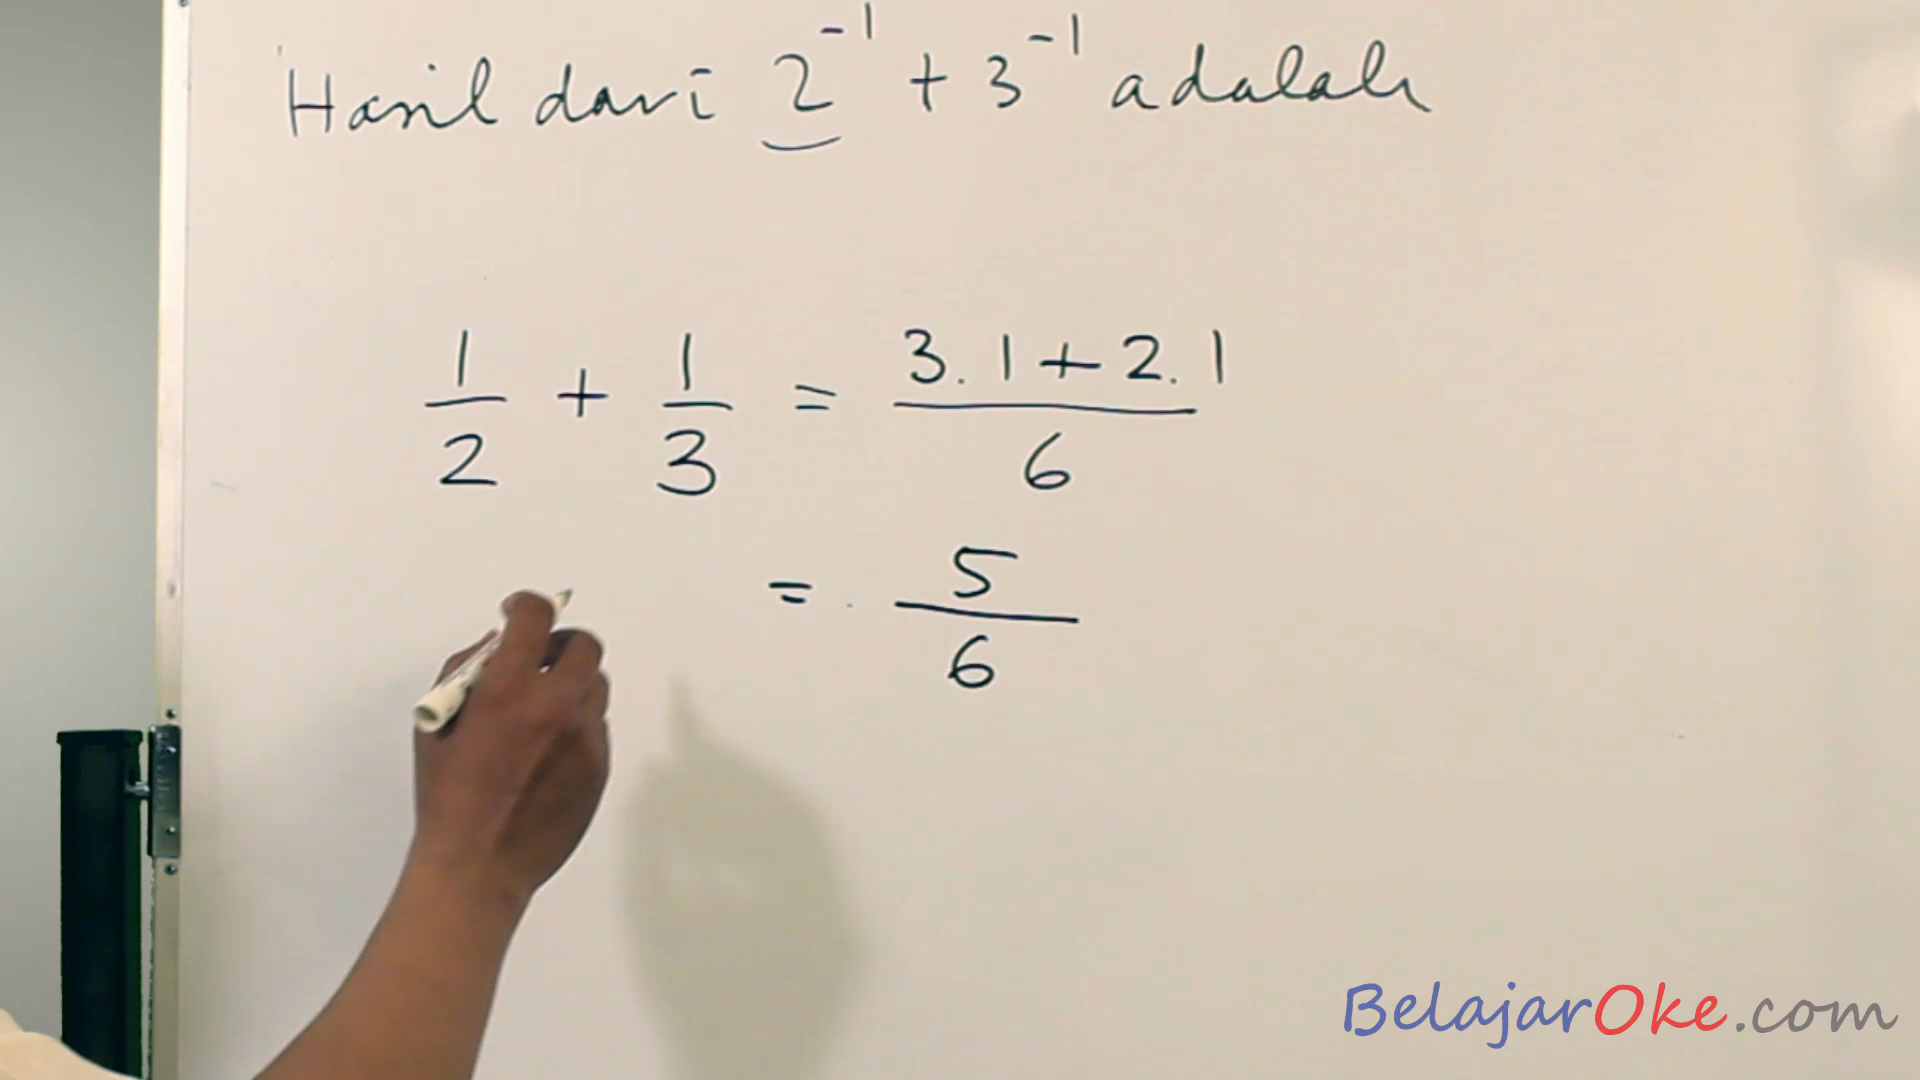 Hasil dari 2⁻¹ + 3⁻¹ adalah
1/2 + 1/3 = (3.1 + 2.1)/6
= 5/6
BelajarOke.com